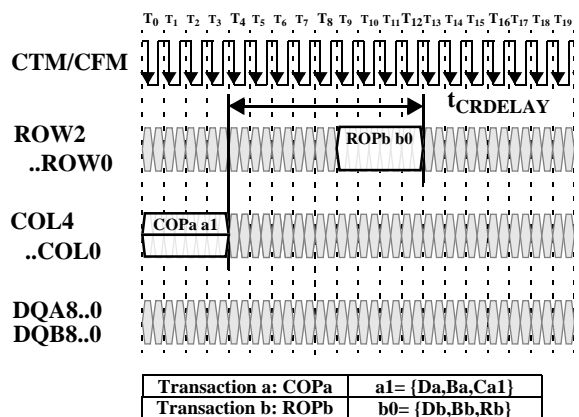 T0 T1 T2 T3 T4 T5 T6 T7 T8 T9 T10 T11 T12 T13 T14 T15 T16 T17 T18 T19
CTM/CFM
tCRDELAY
ROW2
..ROW0
ROPb b0
COL4
..COL0
COPa a1
DQA8..0
DQB8..0
Transaction a: COPa a1= {Da,Ba,Ca1}
Transaction b: ROPb b0= {Db,Bb,Rb}